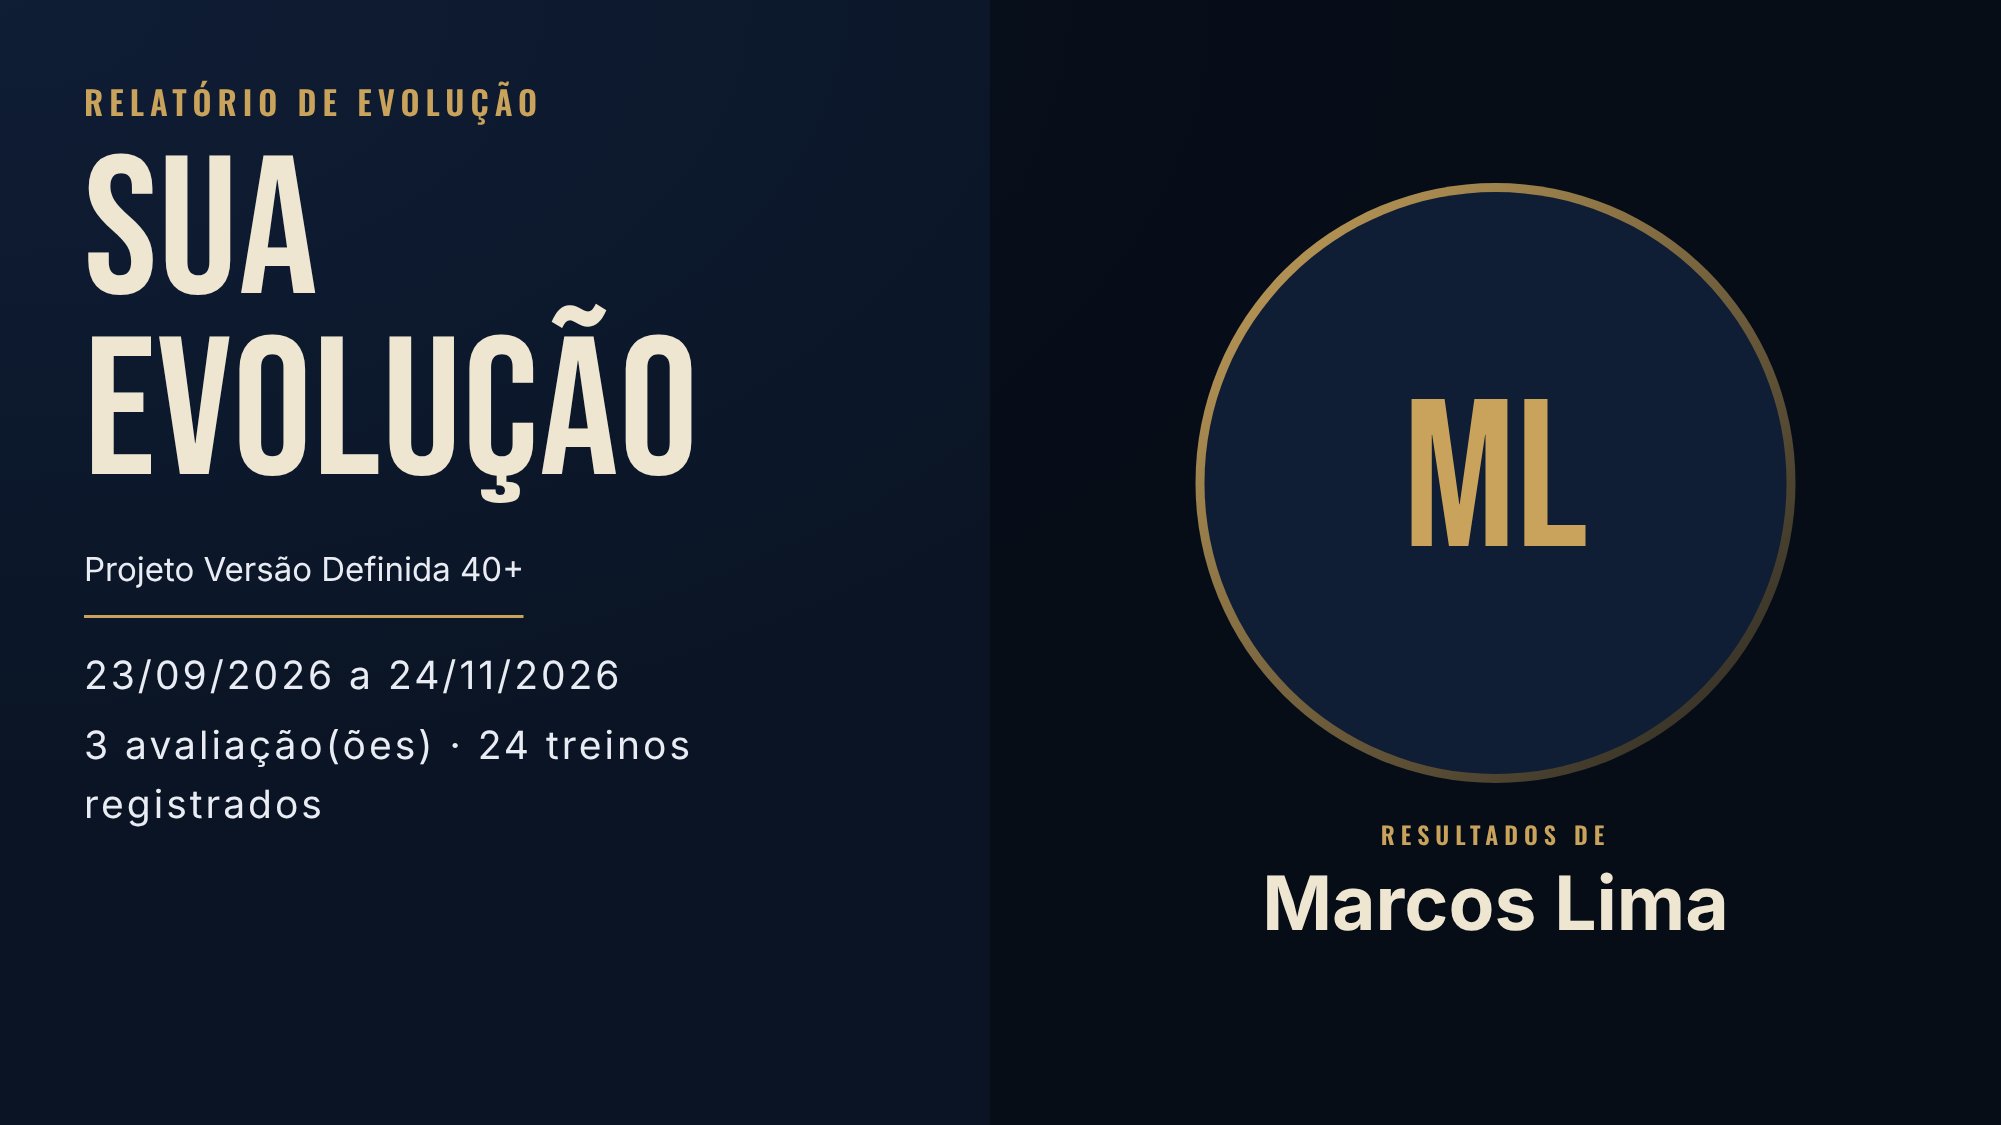 RELATÓRIO DE EVOLUÇÃO
SUA
EVOLUÇÃO
Projeto Versão Definida 40+
23/09/2026 a 24/11/2026
3 avaliação(ões) · 24 treinos
registrados
ML
RESULTADOS DE
Marcos Lima